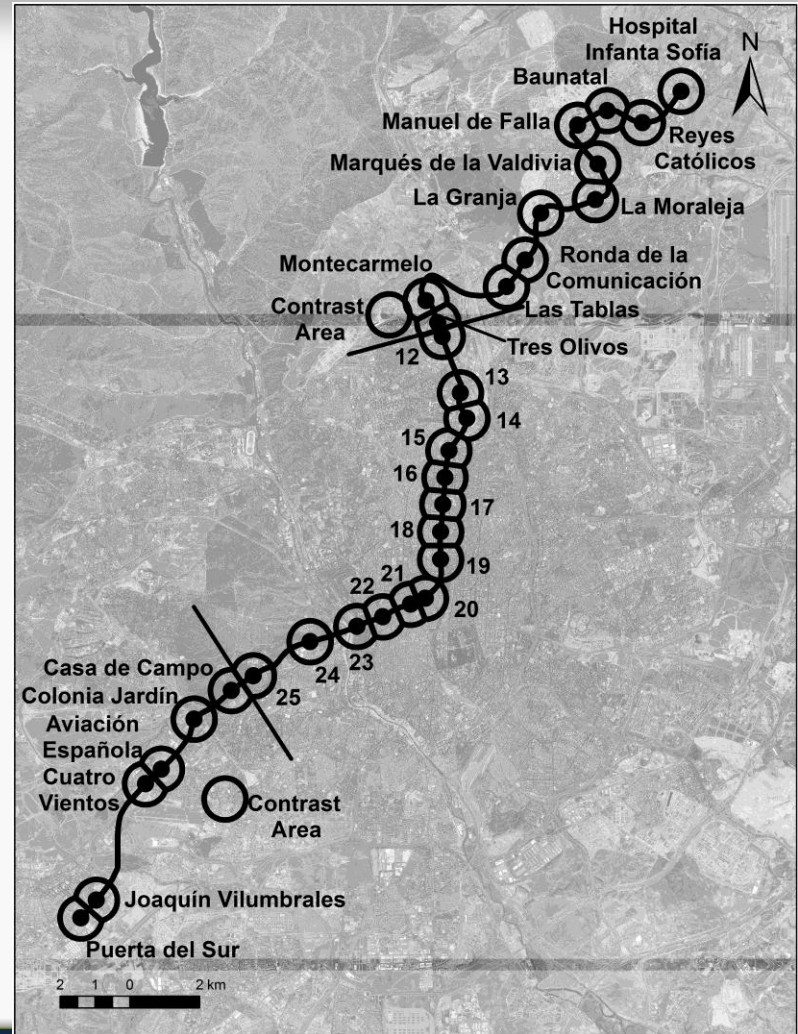 Hospital
Infanta Sofía
N
Baunatal
Manuel de Falla
Reyes
Católicos
Marqués de la Valdivia
La Granja
La Moraleja
Ronda de la
Comunicación
Montecarmelo
Contrast
Area
Las Tablas
Tres Olivos
12
13
14
15
16
17
18
19
20
21
22
23
24
25
Casa de Campo
Colonia Jardín
Aviación
Española
Cuatro
Vientos
Contrast
Area
Joaquín Vilumbrales
Puerta del Sur
2 1 0 2 km